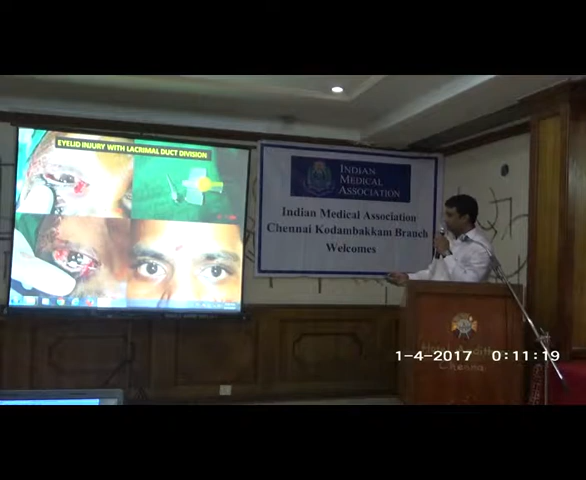 EYELID INJURY WITH LACRIMAL DUCT DIVISION
INDIAN
MEDICAL
ASSOCIATION
Indian Medical Association
Chennai Kodambakkam Branch
Welcomes
1-4-2017 0:11:19